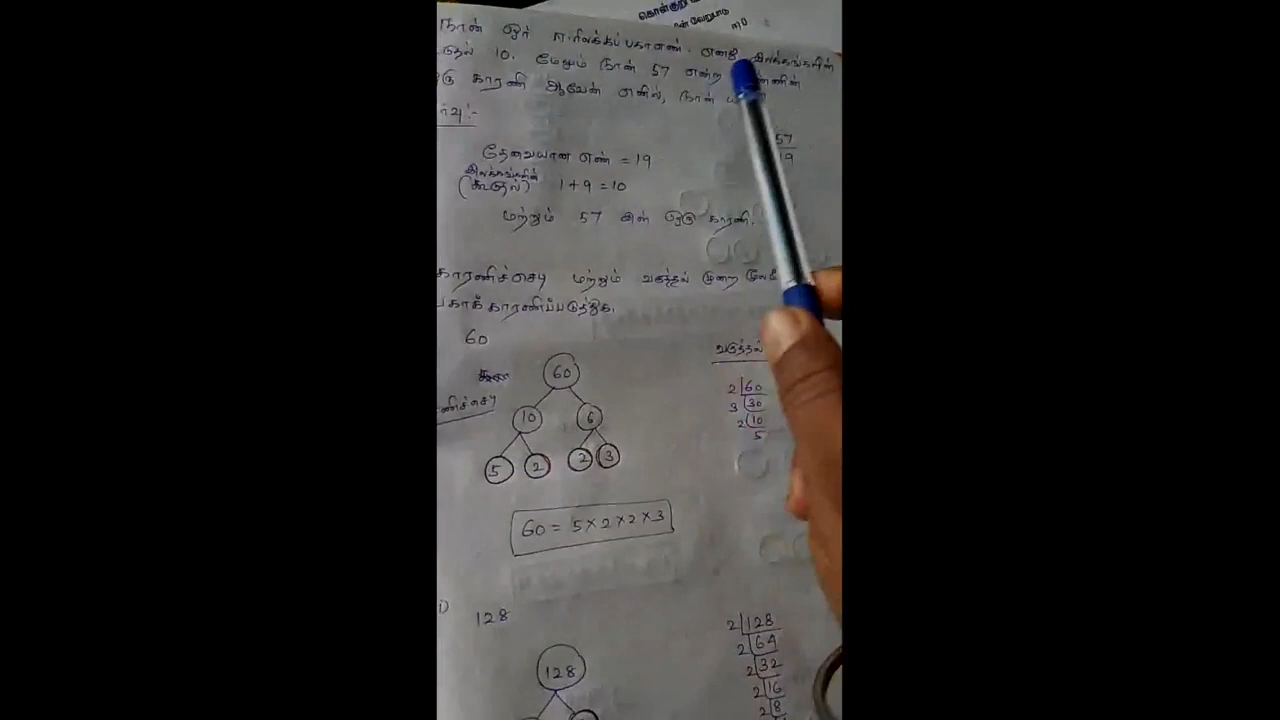 கொள்குறி
வேறுபாடு
நான் ஓர் ஈரிலக்கப் பகாஎண். எனது இலக்கங்களின்
10. மேலும் நான் 57 என்ற
காரணி ஆவேன் எனில், நான்
57
19
தேவையான எண் = 19
இலக்கங்களின்
(கூடுதல்) 1 + 9 = 10
மற்றும் 57 இன் ஒரு காரணி.
காரணிச்செடி மற்றும் வகுத்தல் முறை
பகாக் காரணிப்படுத்துக.
60
வகுத்தல்
60
10 6
5 2 2 3
2 60
3 30
2 10
5
60 = 5 × 2 × 2 × 3
128
128
2 128
2 64
2 32
2 16
2 8